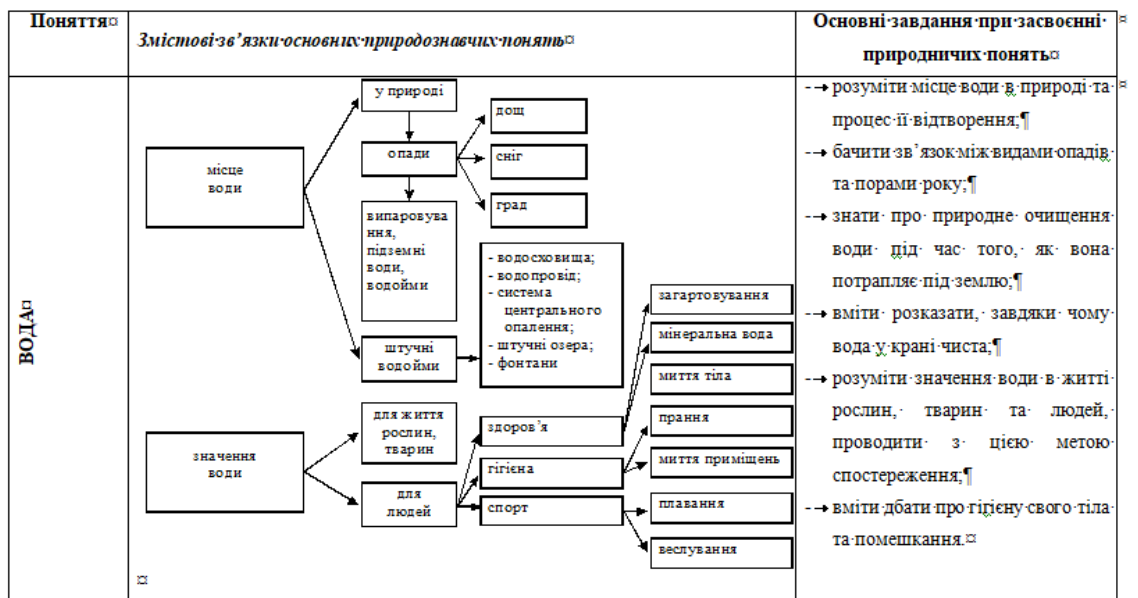 Поняття
Змістові зв’язки основних природознавчих понять
Основні завдання при засвоєнні
природничих понять
ВОДА
місце
води
у природі
опади
дощ
сніг
град
випаровува
ння,
підземні
води,
водойми
штучні
водойми
- водосховища;
- водопровід;
- система
центрального
опалення;
- штучні озера;
- фонтани
значення
води
для життя
рослин,
тварин
для
людей
здоров’я
гігієна
спорт
загартовування
мінеральна вода
миття тіла
прання
миття приміщень
плавання
веслування
розуміти місце води в природі та
процес її відтворення;
бачити зв’язок між видами опадів
та порами року;
знати про природне очищення
води під час того, як вона
потрапляє під землю;
вміти розказати, завдяки чому
вода у крані чиста;
розуміти значення води в житті
рослин, тварин та людей,
проводити з цією метою
спостереження;
вміти дбати про гігієну свого тіла
та помешкання.